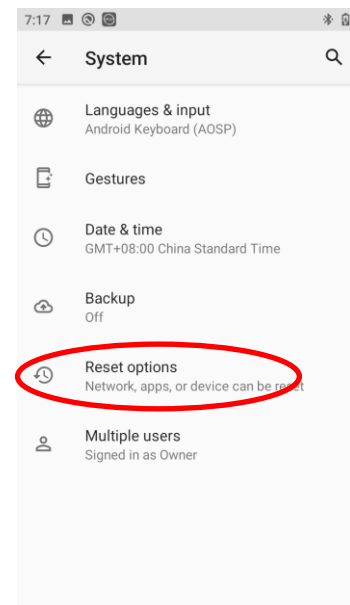 7:17
System
Languages & input
Android Keyboard (AOSP)
Gestures
Date & time
GMT+08:00 China Standard Time
Backup
Off
Reset options
Network, apps, or device can be reset
Multiple users
Signed in as Owner